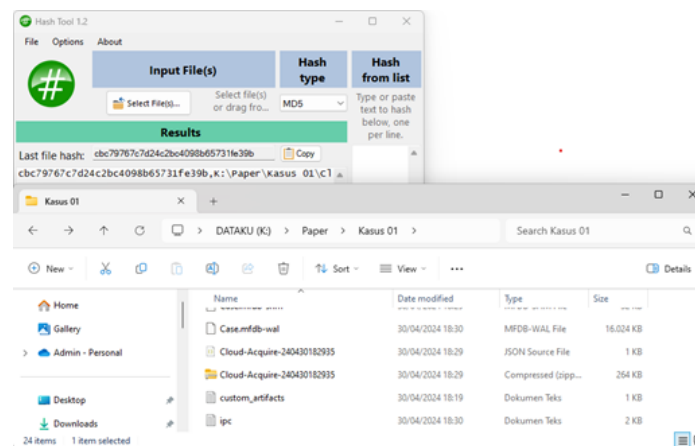 Hash Tool 1.2
File Options About
Input File(s)
Hash type
Hash from list
Select File(s)...
Select file(s) or drag fro...
MD5
Type or paste text to hash below, one per line.
Results
Last file hash: cbc79767c7d24c2bc4098b65731fe39b Copy
cbc79767c7d24c2bc4098b65731fe39b,K:\Paper\Kasus 01\Cl
Kasus 01
DATAKU (K:) > Paper > Kasus 01 >
Search Kasus 01
New Sort View ... Details
Name Date modified Type Size
Home
Gallery
Admin - Personal
Desktop
Downloads
Case.mfdb-wal 30/04/2024 18:30 MFDB-WAL File 16.024 KB
Cloud-Acquire-240430182935 30/04/2024 18:29 JSON Source File 1 KB
Cloud-Acquire-240430182935 30/04/2024 18:29 Compressed (zipp... 264 KB
custom_artifacts 30/04/2024 18:19 Dokumen Teks 1 KB
ipc 30/04/2024 18:30 Dokumen Teks 2 KB
24 items 1 item selected